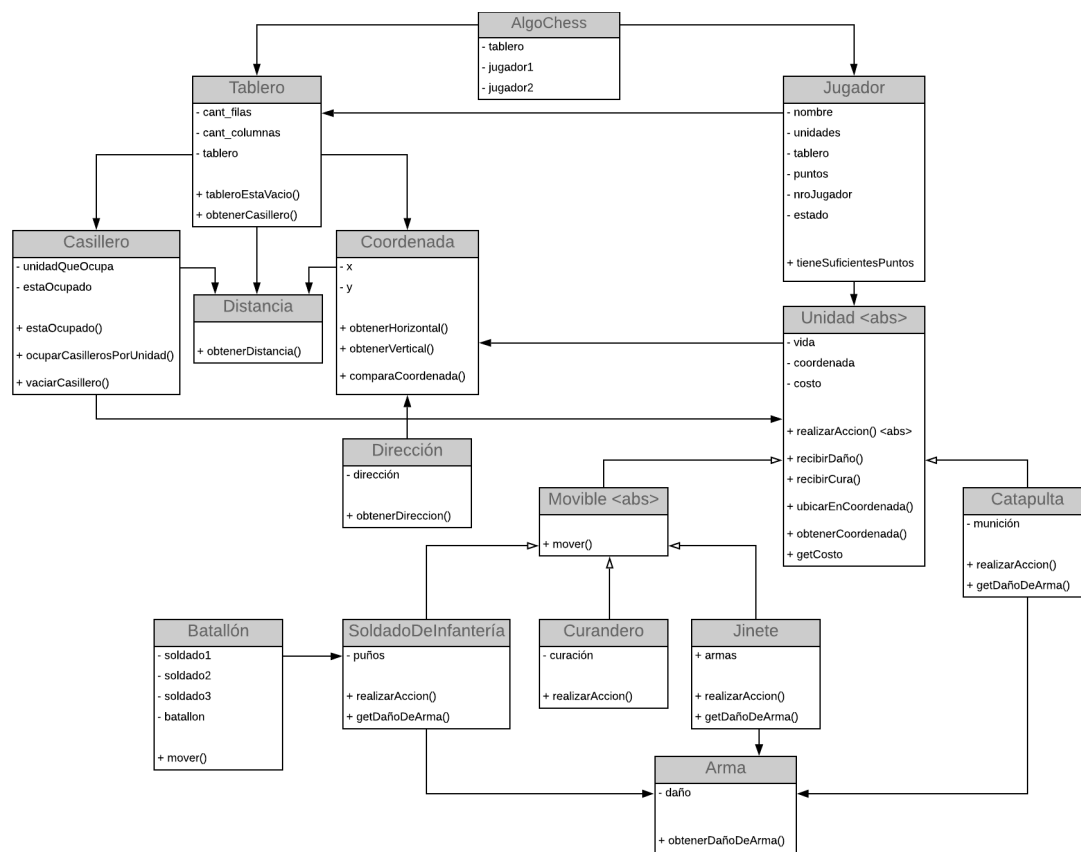 AlgoChess
- tablero
- jugador1
- jugador2
Tablero
- cant_filas
- cant_columnas
- tablero
+ tableroEstaVacio()
+ obtenerCasillero()
Jugador
- nombre
- unidades
- tablero
- puntos
- nroJugador
- estado
+ tieneSuficientesPuntos
Casillero
- unidadQueOcupa
- estaOcupado
+ estaOcupado()
+ ocuparCasillerosPorUnidad()
+ vaciarCasillero()
Distancia
+ obtenerDistancia()
Coordenada
- x
- y
+ obtenerHorizontal()
+ obtenerVertical()
+ comparaCoordenada()
Unidad <abs>
- vida
- coordenada
- costo
+ realizarAccion() <abs>
+ recibirDaño()
+ recibirCura()
+ ubicarEnCoordenada()
+ obtenerCoordenada()
+ getCosto
Dirección
- dirección
+ obtenerDireccion()
Movible <abs>
+ mover()
Catapulta
- munición
+ realizarAccion()
+ getDañoDeArma()
Batallón
- soldado1
- soldado2
- soldado3
- batallon
+ mover()
SoldadoDeInfantería
- puños
+ realizarAccion()
+ getDañoDeArma()
Curandero
- curación
+ realizarAccion()
Jinete
+ armas
+ realizarAccion()
+ getDañoDeArma()
Arma
- daño
+ obtenerDañoDeArma()